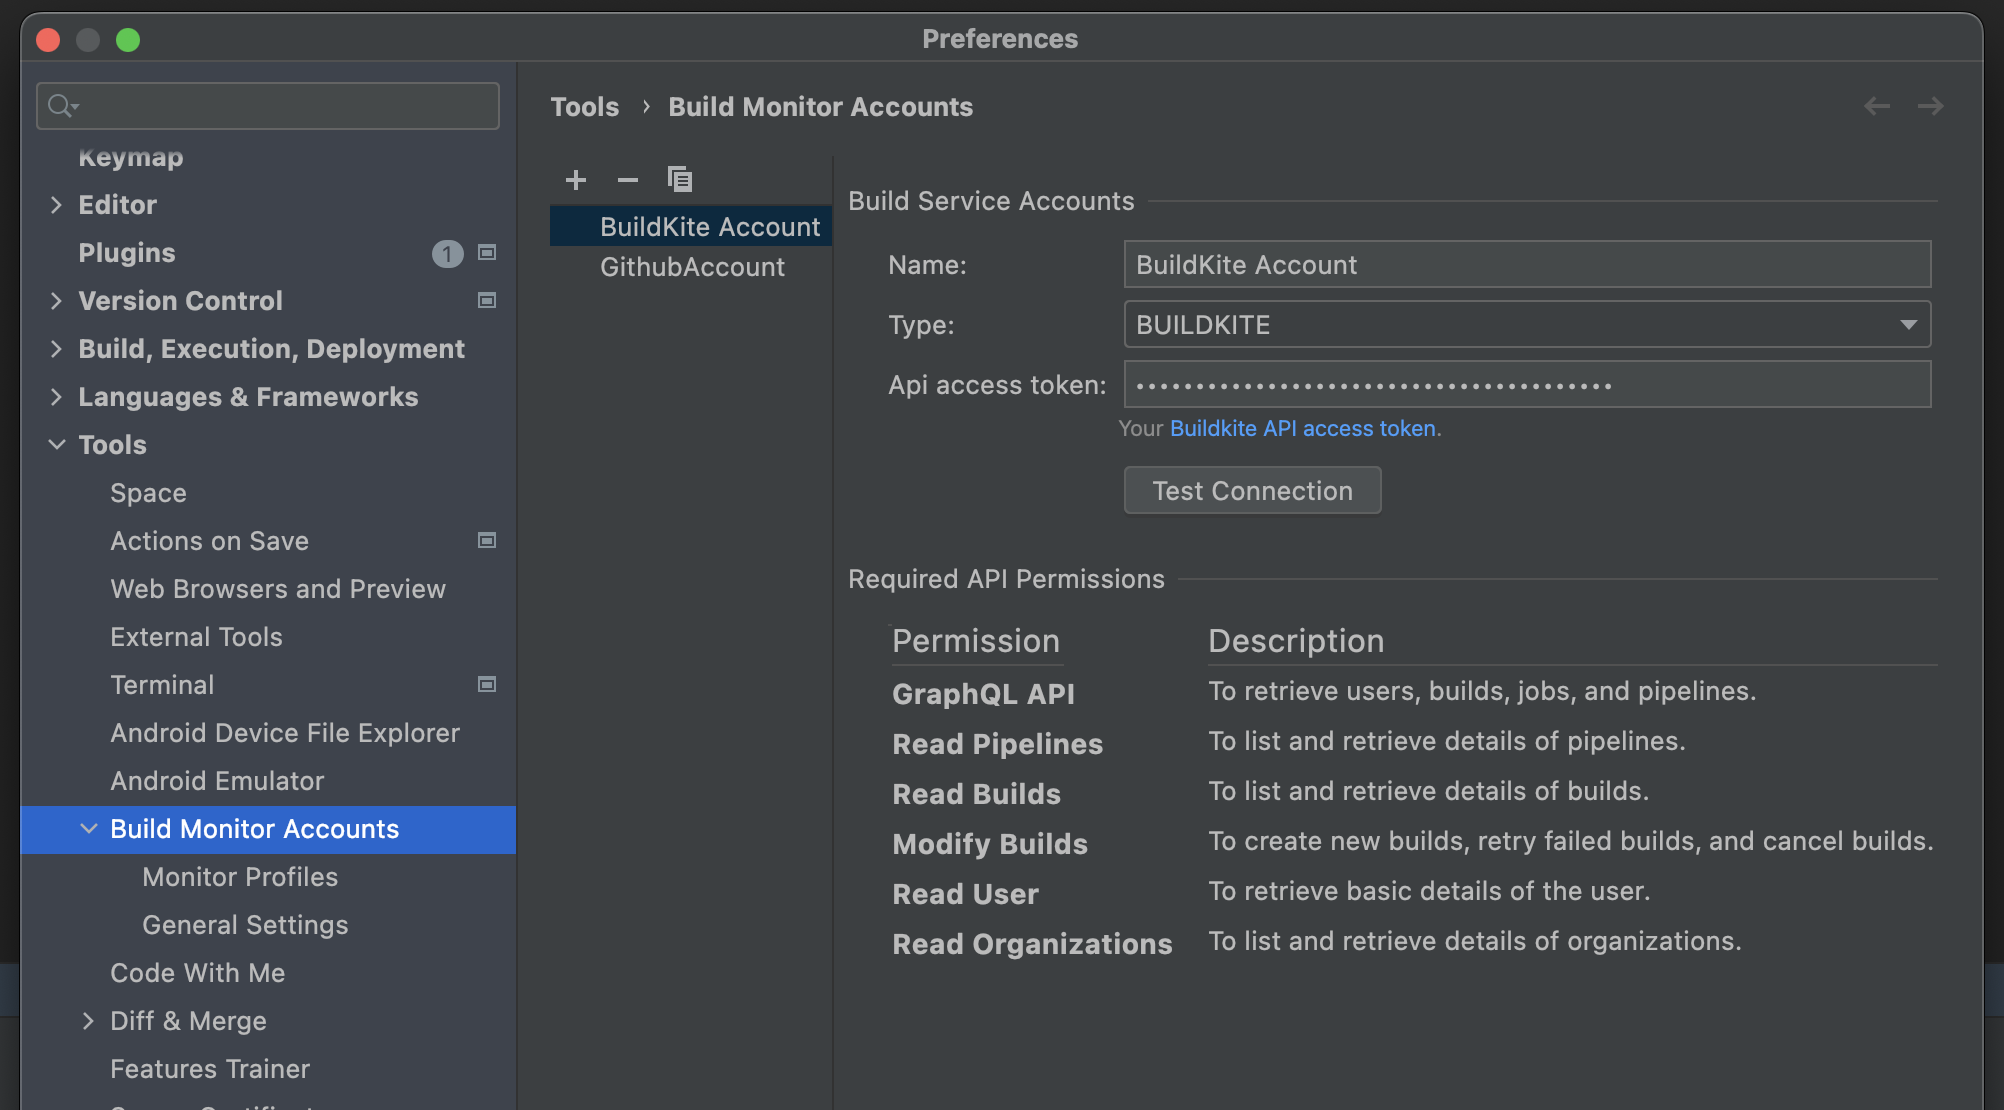 Preferences
Keymap
Editor
Plugins 1
Version Control
Build, Execution, Deployment
Languages & Frameworks
Tools
Space
Actions on Save
Web Browsers and Preview
External Tools
Terminal
Android Device File Explorer
Android Emulator
Build Monitor Accounts
Monitor Profiles
General Settings
Code With Me
Diff & Merge
Features Trainer
Tools › Build Monitor Accounts
BuildKite Account
GithubAccount
Build Service Accounts
Name: BuildKite Account
Type: BUILDKITE
Api access token: ••••••••••••••••••••••••••••••••••••••••
Your Buildkite API access token.
Test Connection
Required API Permissions
Permission Description
GraphQL API To retrieve users, builds, jobs, and pipelines.
Read Pipelines To list and retrieve details of pipelines.
Read Builds To list and retrieve details of builds.
Modify Builds To create new builds, retry failed builds, and cancel builds.
Read User To retrieve basic details of the user.
Read Organizations To list and retrieve details of organizations.